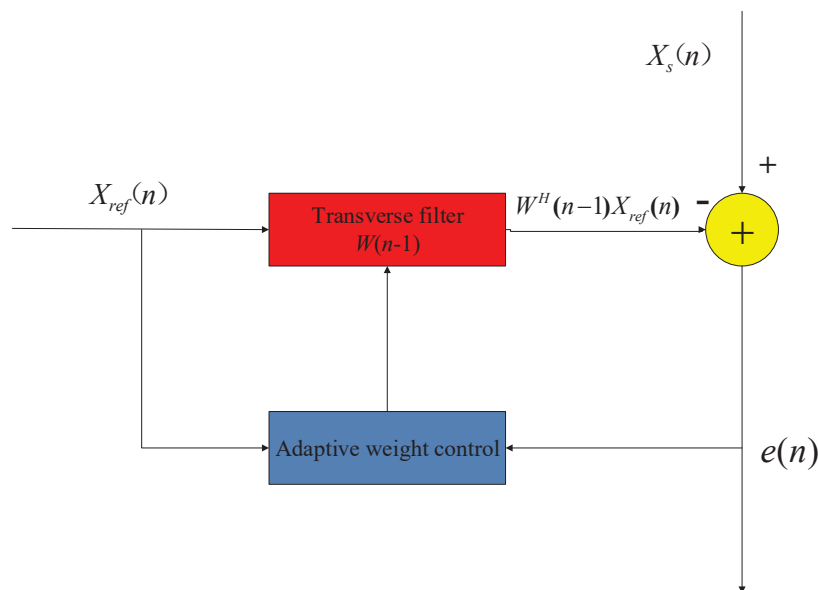 X_s(n)
+
X_ref(n)
Transverse filter
W(n-1)
W^H(n−1)X_ref(n)
-
+
Adaptive weight control
e(n)